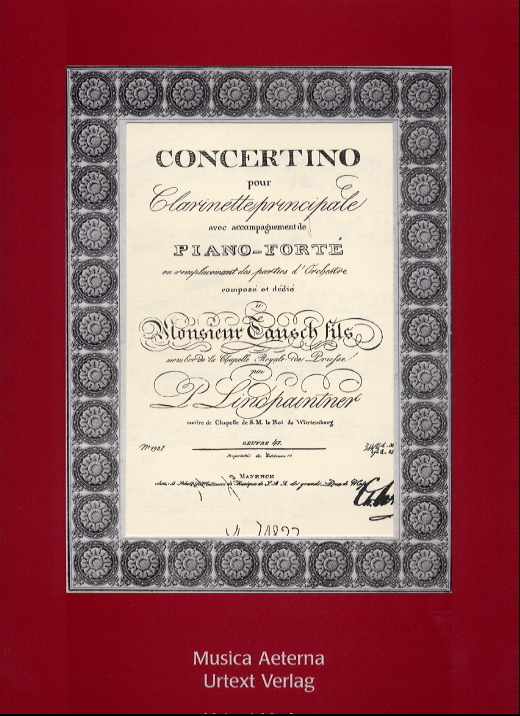 CONCERTINO
pour
Clarinette principale
avec accompagnement de
PIANO-FORTÉ
en remplacement des parties d'Orchestre
composé et dédié
à
Monsieur Tausch fils
membre de la Chapelle Royale de Prusse
par
P. Lindpaintner
maître de Chapelle de S. M. le Roi de Würtemberg
OEUVRE 41.
MAYENCE
Musica Aeterna
Urtext Verlag